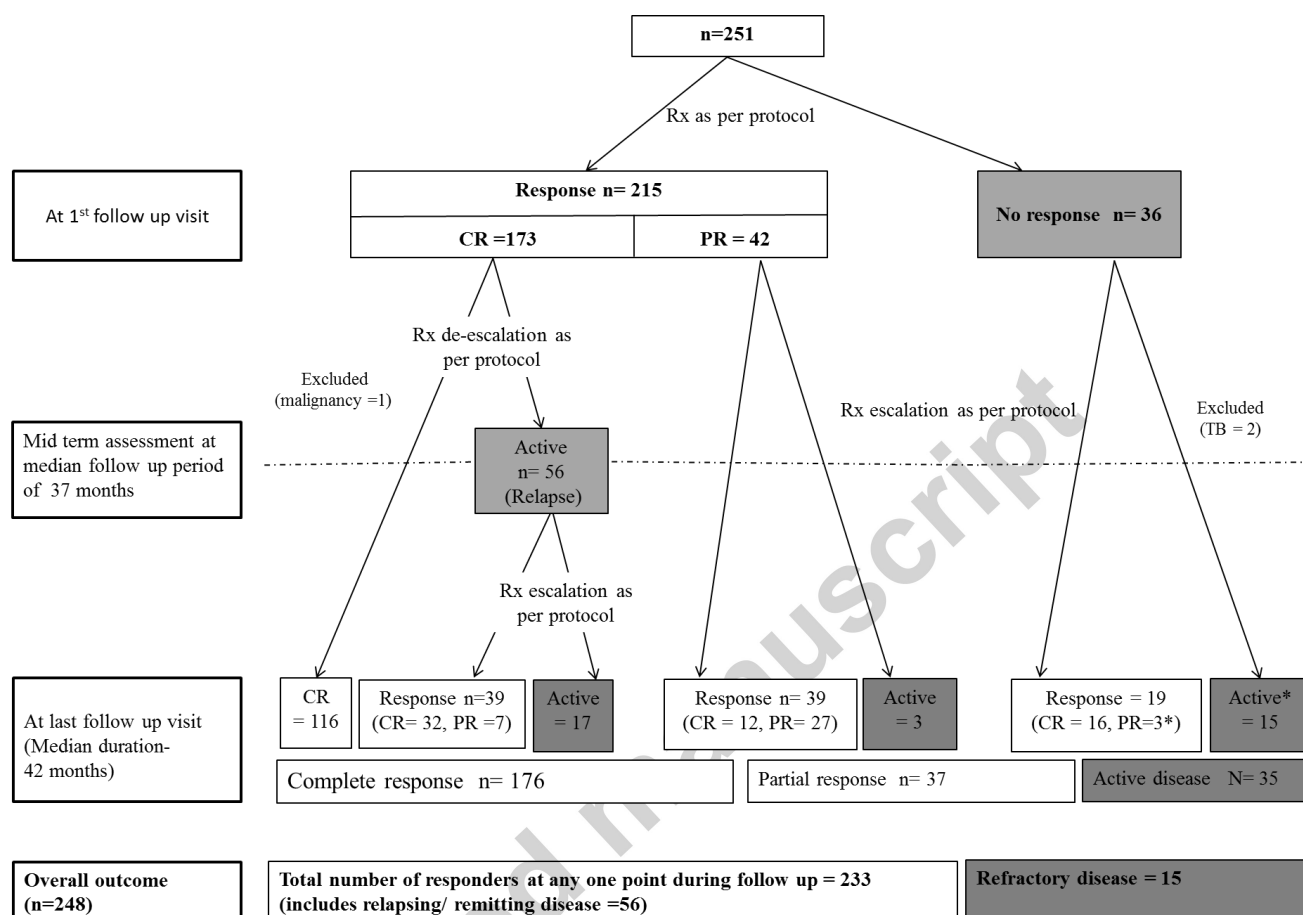 n=251
Rx as per protocol
At 1st follow up visit
Response n= 215
CR =173
PR = 42
No response n= 36
Rx de-escalation as
per protocol
Excluded
(malignancy =1)
Rx escalation as per protocol
Excluded
(TB = 2)
Mid term assessment at
median follow up period
of 37 months
Active
n= 56
(Relapse)
Rx escalation as
per protocol
At last follow up visit
(Median duration-
42 months)
CR
= 116
Response n=39
(CR= 32, PR =7)
Active
= 17
Response n= 39
(CR = 12, PR= 27)
Active
= 3
Response = 19
(CR = 16, PR=3*)
Active*
= 15
Complete response n= 176
Partial response n= 37
Active disease N= 35
Overall outcome
(n=248)
Total number of responders at any one point during follow up = 233
(includes relapsing/ remitting disease =56)
Refractory disease = 15